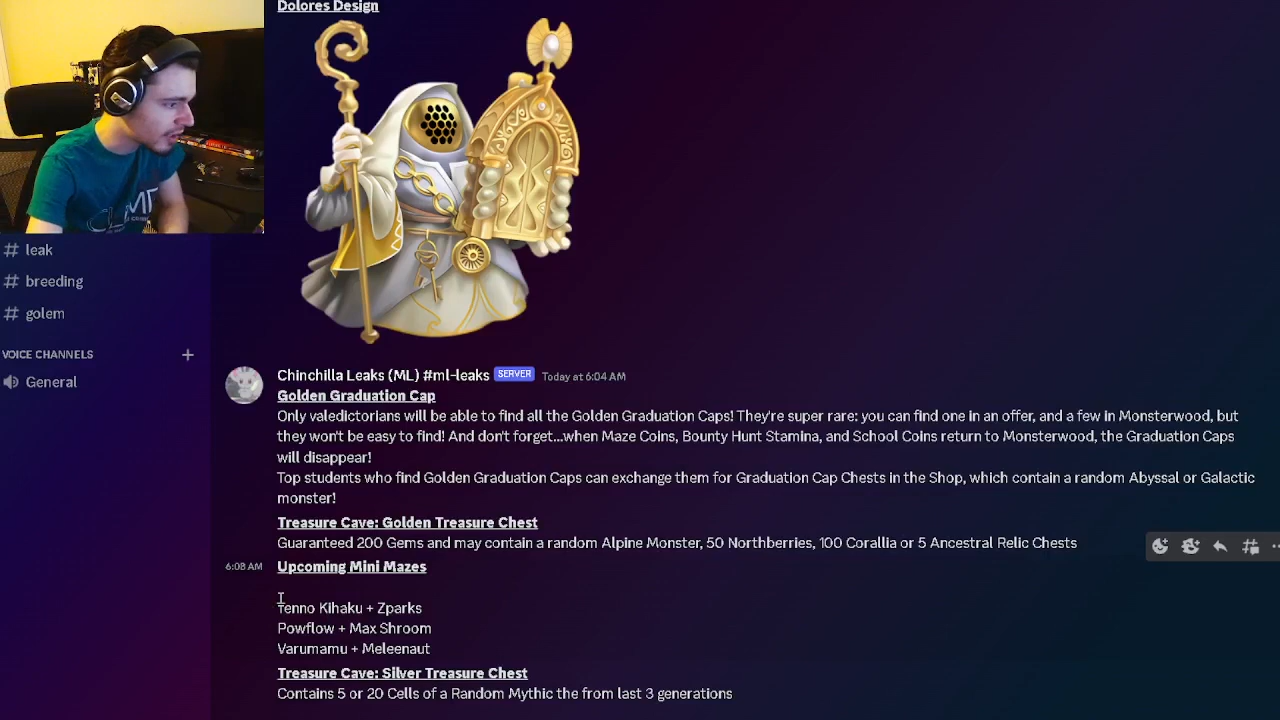 Dolores Design
# leak
# breeding
# golem
VOICE CHANNELS +
General
Chinchilla Leaks (ML) #ml-leaks SERVER Today at 6:04 AM
Golden Graduation Cap
Only valedictorians will be able to find all the Golden Graduation Caps! They're super rare: you can find one in an offer, and a few in Monsterwood, but
they won't be easy to find! And don't forget...when Maze Coins, Bounty Hunt Stamina, and School Coins return to Monsterwood, the Graduation Caps
will disappear!
Top students who find Golden Graduation Caps can exchange them for Graduation Cap Chests in the Shop, which contain a random Abyssal or Galactic
monster!
Treasure Cave: Golden Treasure Chest
Guaranteed 200 Gems and may contain a random Alpine Monster, 50 Northberries, 100 Corallia or 5 Ancestral Relic Chests
6:08 AM Upcoming Mini Mazes
Tenno Kihaku + Zparks
Powflow + Max Shroom
Varumamu + Meleenaut
Treasure Cave: Silver Treasure Chest
Contains 5 or 20 Cells of a Random Mythic the from last 3 generations